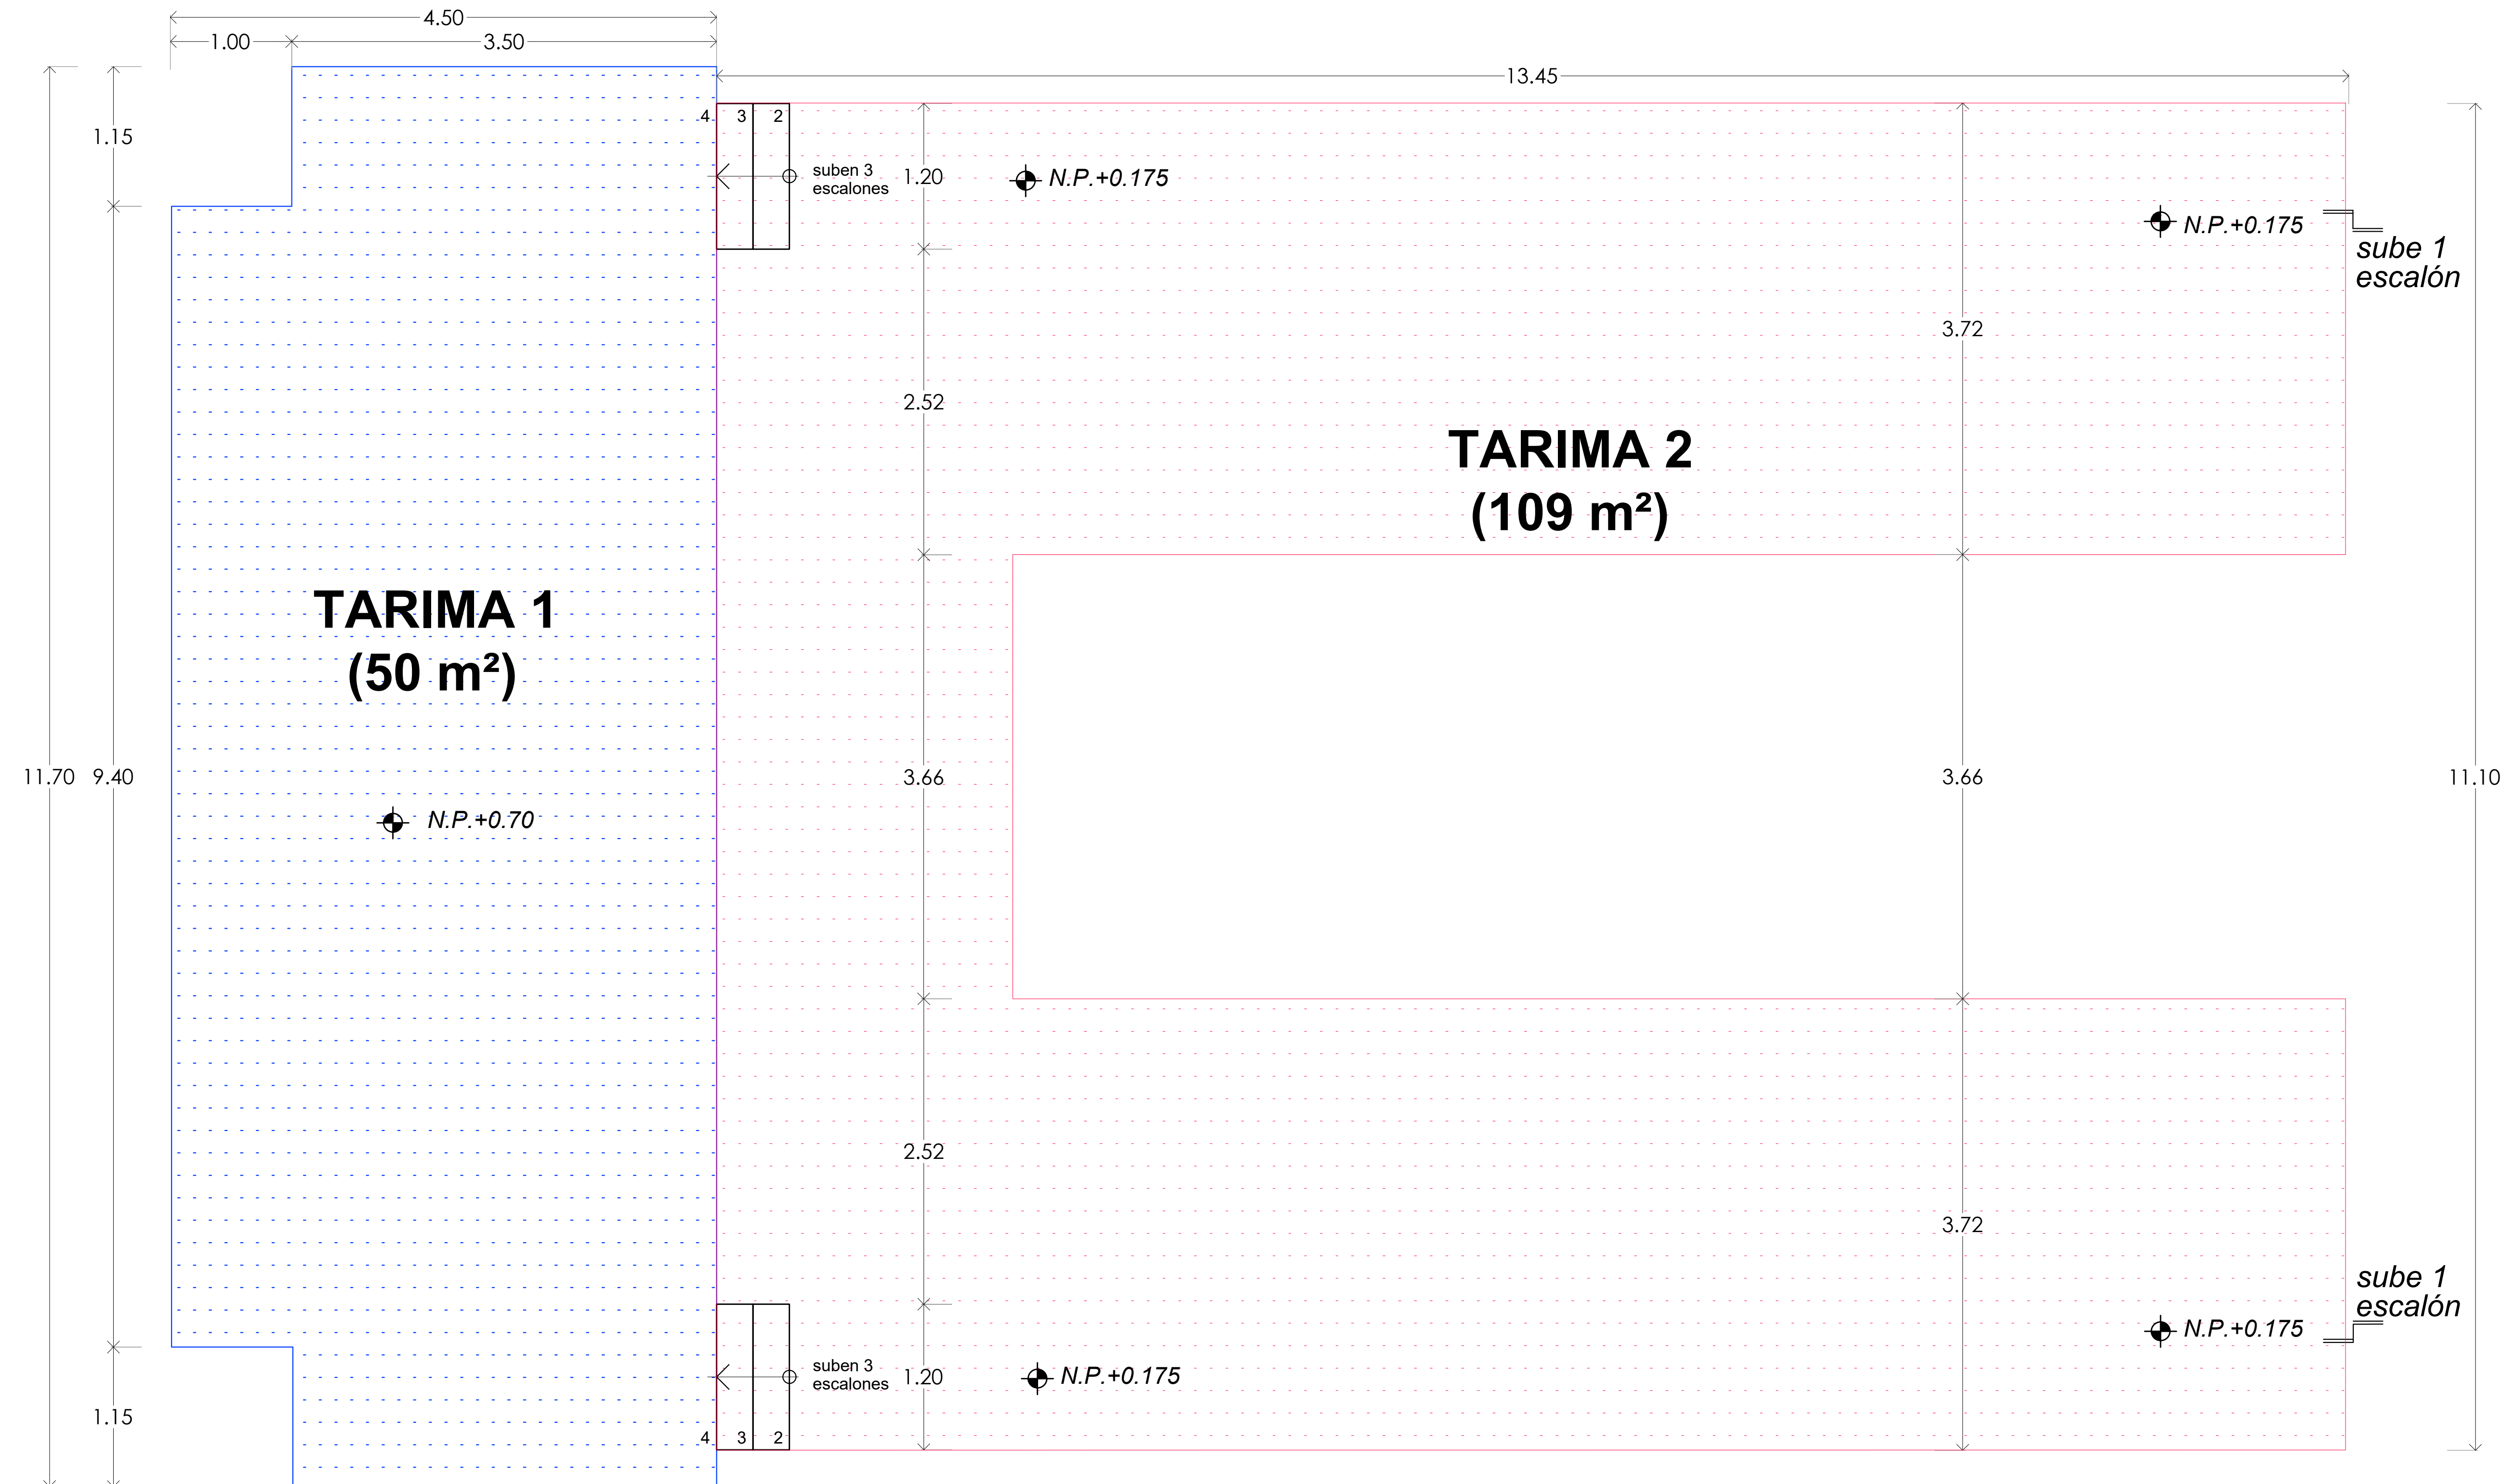 4.50
1.00
3.50
13.45
4
3
2
1.15
suben 3
escalones
1.20
N.P.+0.175
N.P.+0.175
sube 1
escalón
3.72
2.52
TARIMA 2
(109 m²)
TARIMA 1
(50 m²)
11.70
9.40
3.66
3.66
11.10
N.P.+0.70
2.52
3.72
sube 1
escalón
N.P.+0.175
suben 3
escalones
1.20
N.P.+0.175
1.15
4
3
2